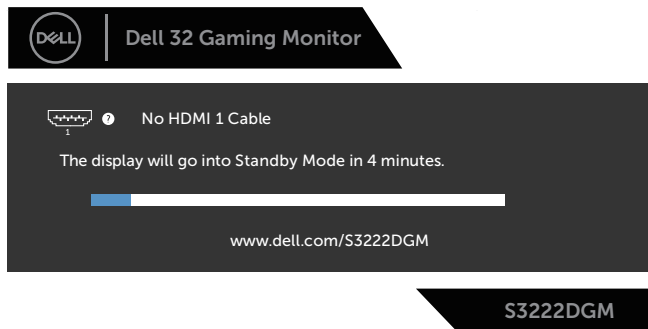 DELL
Dell 32 Gaming Monitor
1
?
No HDMI 1 Cable
The display will go into Standby Mode in 4 minutes.
www.dell.com/S3222DGM
S3222DGM